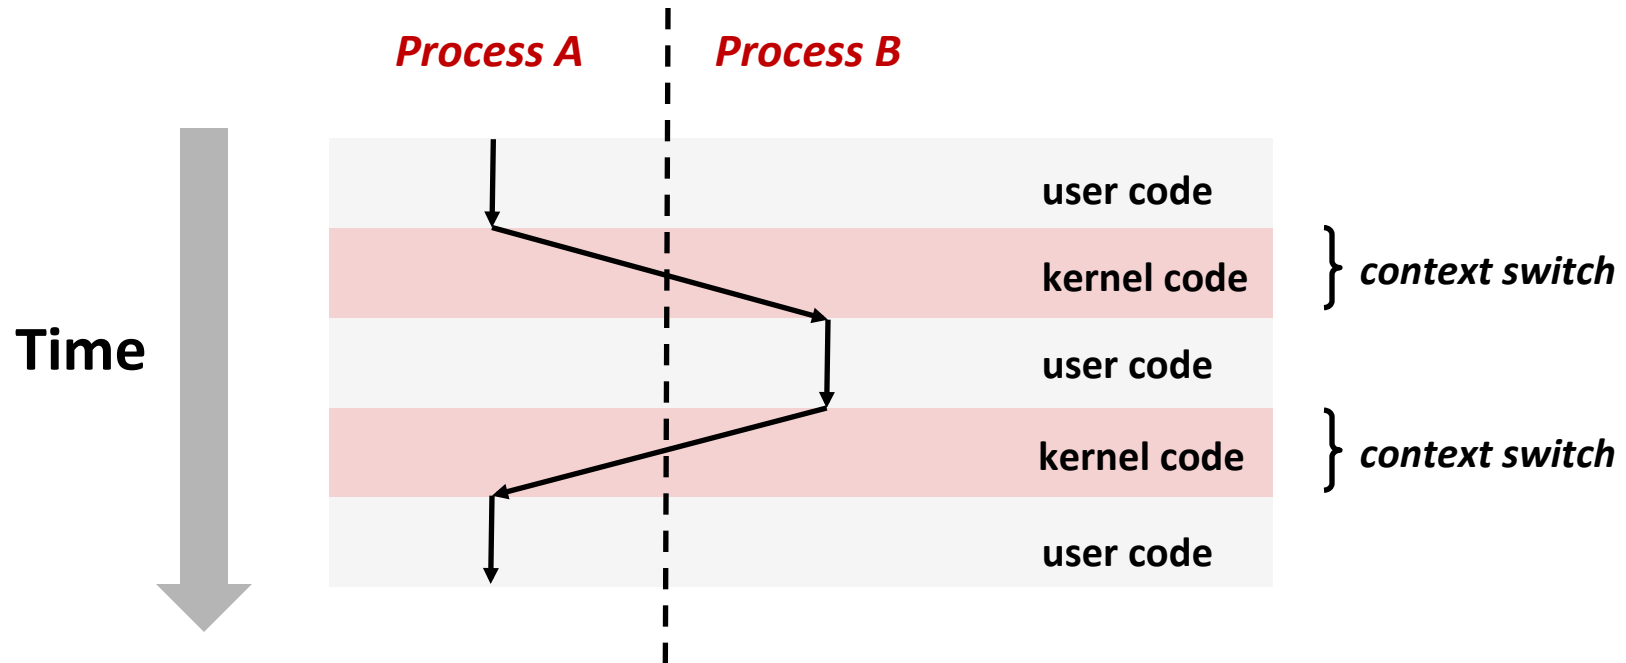 Process A
Process B
user code
kernel code
context switch
Time
user code
kernel code
context switch
user code